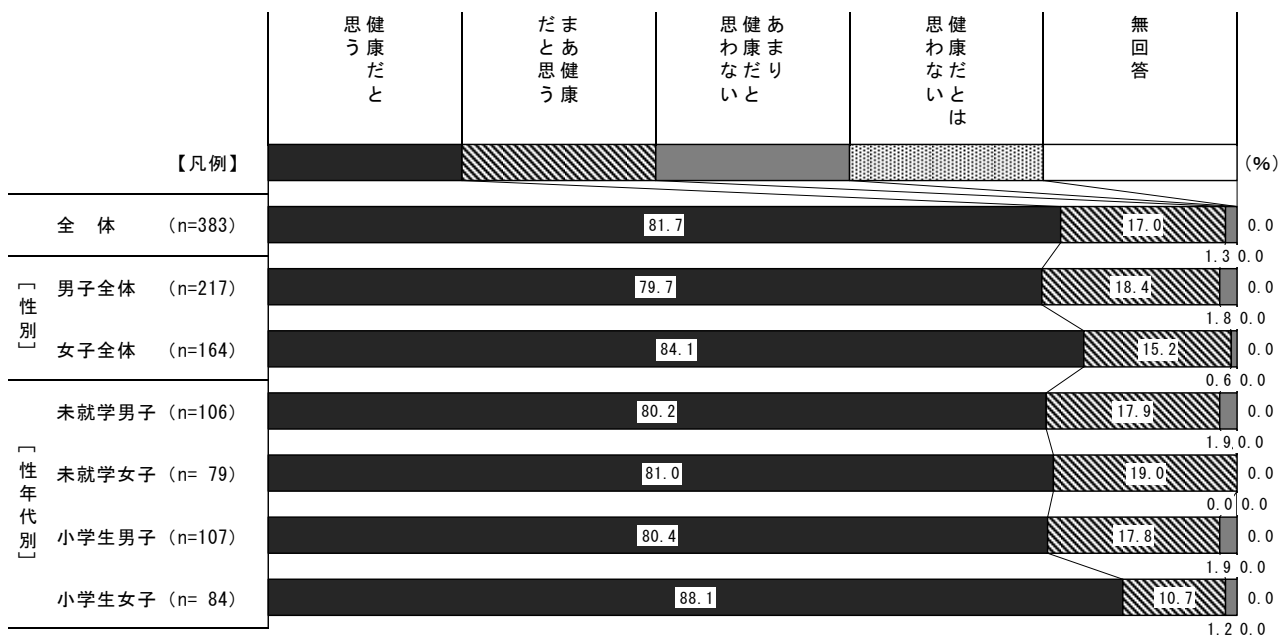 健康だと
思う
まあ健康
だと思う
あまり
健康だと
思わない
健康だとは
思わない
無回答
【凡例】
(%)
全 体 (n=383) 81.7 17.0 0.0
1.3 0.0
[性別]
男子全体 (n=217) 79.7 18.4 0.0
1.8 0.0
女子全体 (n=164) 84.1 15.2 0.0
0.6 0.0
[性年代別]
未就学男子 (n=106) 80.2 17.9 0.0
1.9 0.0
未就学女子 (n= 79) 81.0 19.0 0.0
0.0 0.0
小学生男子 (n=107) 80.4 17.8 0.0
1.9 0.0
小学生女子 (n= 84) 88.1 10.7 0.0
1.2 0.0